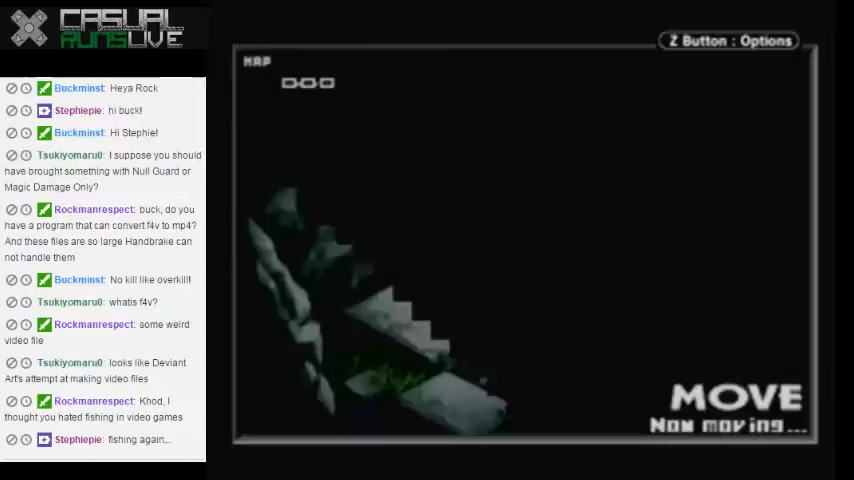 CASUAL
RUNSLIVE
Z Button : Options
MAP
Buckminst: Heya Rock
Stephiepie: hi buck!
Buckminst: Hi Stephie!
Tsukiyomaru0: I suppose you should
have brought something with Null Guard or
Magic Damage Only?
Rockmanrespect: buck, do you
have a program that can convert f4v to mp4?
And these files are so large Handbrake can
not handle them
Buckminst: No kill like overkill!
Tsukiyomaru0: whatis f4v?
Rockmanrespect: some weird
video file
Tsukiyomaru0: looks like Deviant
Art's attempt at making video files
Rockmanrespect: Khod, I
thought you hated fishing in video games
Stephiepie: fishing again...
MOVE
Now moving...